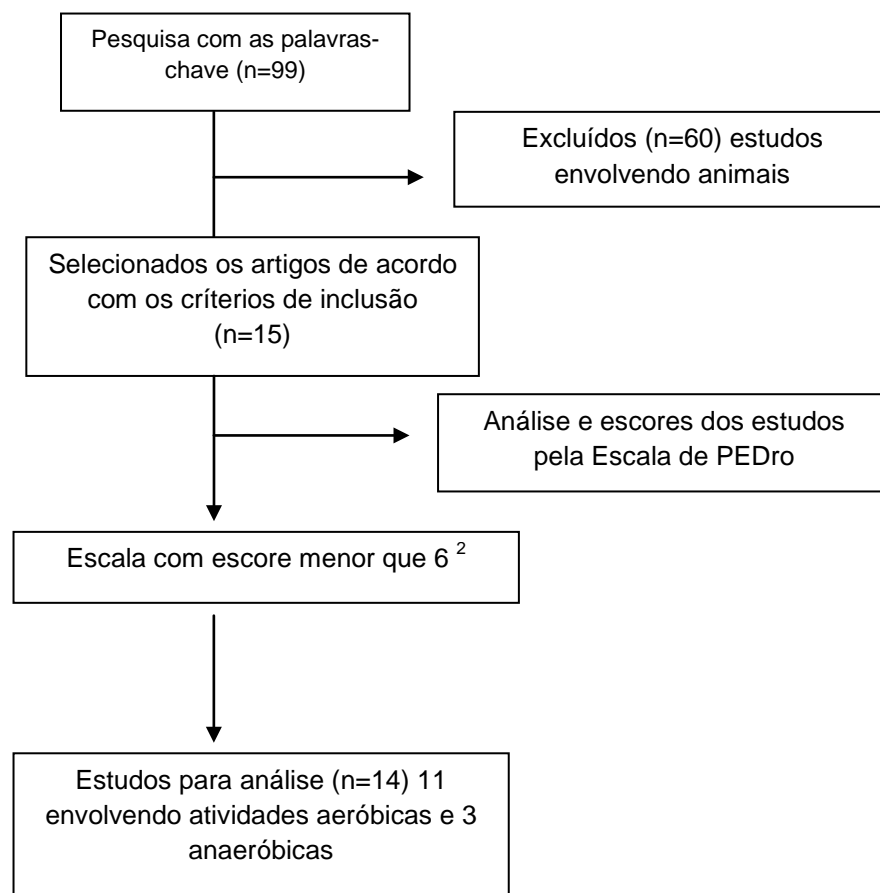 Pesquisa com as palavras-
chave (n=99)
Excluídos (n=60) estudos
envolvendo animais
Selecionados os artigos de acordo
com os críterios de inclusão
(n=15)
Análise e escores dos estudos
pela Escala de PEDro
Escala com escore menor que 6 ²
Estudos para análise (n=14) 11
envolvendo atividades aeróbicas e 3
anaeróbicas